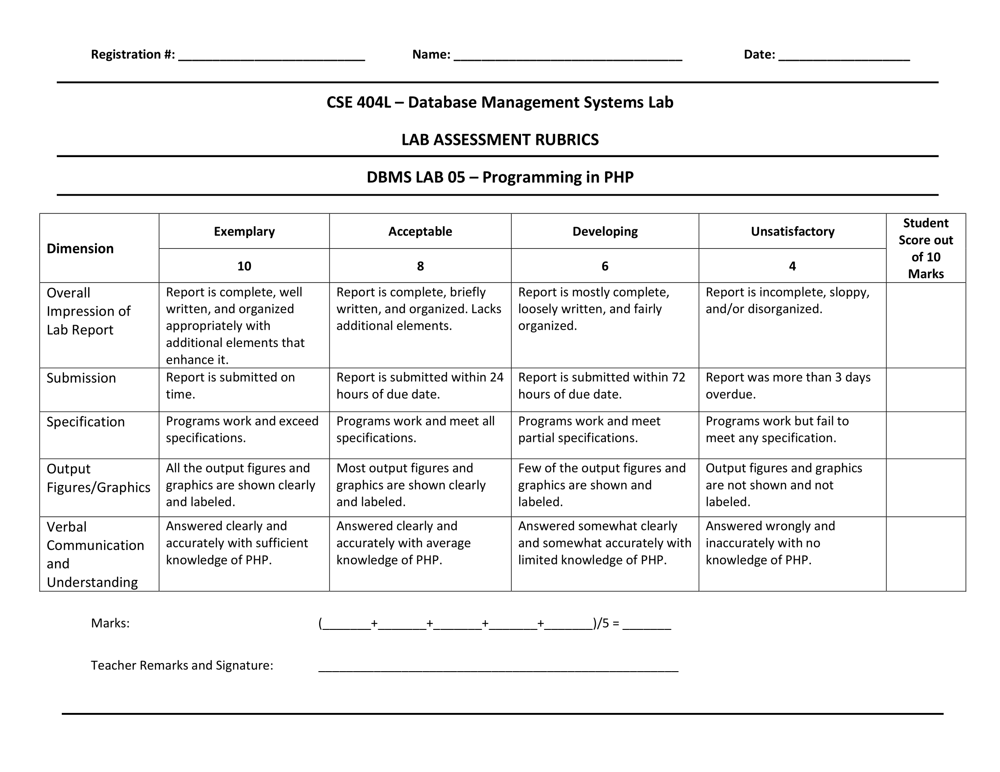 Registration #: ___________________________ Name: _________________________________ Date: ___________________
CSE 404L – Database Management Systems Lab
LAB ASSESSMENT RUBRICS
DBMS LAB 05 – Programming in PHP
Dimension
Exemplary
Acceptable
Developing
Unsatisfactory
Student
Score out
of 10
Marks
10
8
6
4
Overall
Impression of
Lab Report
Report is complete, well
written, and organized
appropriately with
additional elements that
enhance it.
Report is complete, briefly
written, and organized. Lacks
additional elements.
Report is mostly complete,
loosely written, and fairly
organized.
Report is incomplete, sloppy,
and/or disorganized.
Submission
Report is submitted on
time.
Report is submitted within 24
hours of due date.
Report is submitted within 72
hours of due date.
Report was more than 3 days
overdue.
Specification
Programs work and exceed
specifications.
Programs work and meet all
specifications.
Programs work and meet
partial specifications.
Programs work but fail to
meet any specification.
Output
Figures/Graphics
All the output figures and
graphics are shown clearly
and labeled.
Most output figures and
graphics are shown clearly
and labeled.
Few of the output figures and
graphics are shown and
labeled.
Output figures and graphics
are not shown and not
labeled.
Verbal
Communication
and
Understanding
Answered clearly and
accurately with sufficient
knowledge of PHP.
Answered clearly and
accurately with average
knowledge of PHP.
Answered somewhat clearly
and somewhat accurately with
limited knowledge of PHP.
Answered wrongly and
inaccurately with no
knowledge of PHP.
Marks: (_______+_______+_______+_______+_______)/5 = _______
Teacher Remarks and Signature: ____________________________________________________